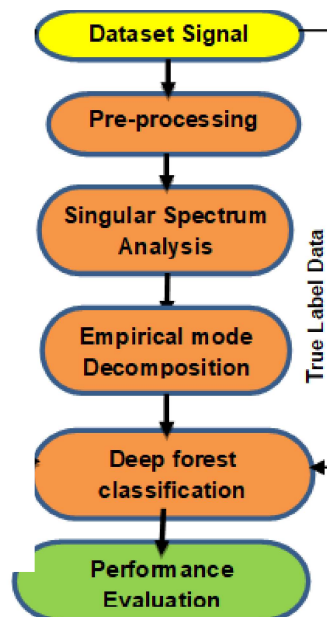 Dataset Signal
Pre-processing
Singular Spectrum
Analysis
Empirical mode
Decomposition
Deep forest
classification
Performance
Evaluation
True Label Data